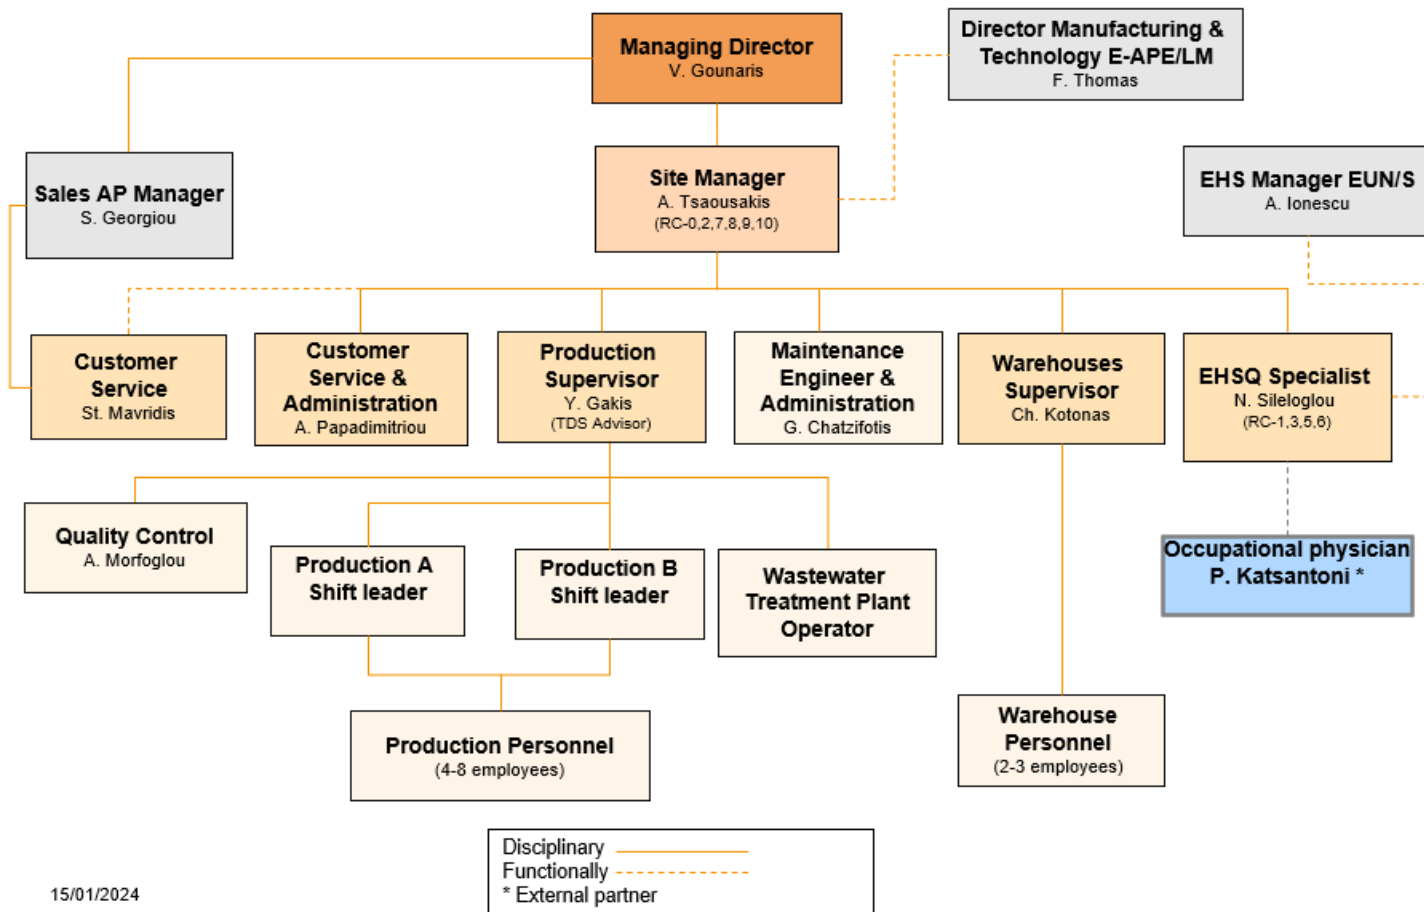 Managing Director
V. Gounaris
Director Manufacturing &
Technology E-APE/LM
F. Thomas
Sales AP Manager
S. Georgiou
Site Manager
A. Tsaousakis
(RC-0,2,7,8,9,10)
EHS Manager EUN/S
A. Ionescu
Customer
Service
St. Mavridis
Customer
Service &
Administration
A. Papadimitriou
Production
Supervisor
Y. Gakis
(TDS Advisor)
Maintenance
Engineer &
Administration
G. Chatzifotis
Warehouses
Supervisor
Ch. Kotonas
EHSQ Specialist
N. Sileloglou
(RC-1,3,5,6)
Quality Control
A. Morfoglou
Production A
Shift leader
Production B
Shift leader
Wastewater
Treatment Plant
Operator
Occupational physician
P. Katsantoni *
Production Personnel
(4-8 employees)
Warehouse
Personnel
(2-3 employees)
Disciplinary
Functionally
* External partner
15/01/2024